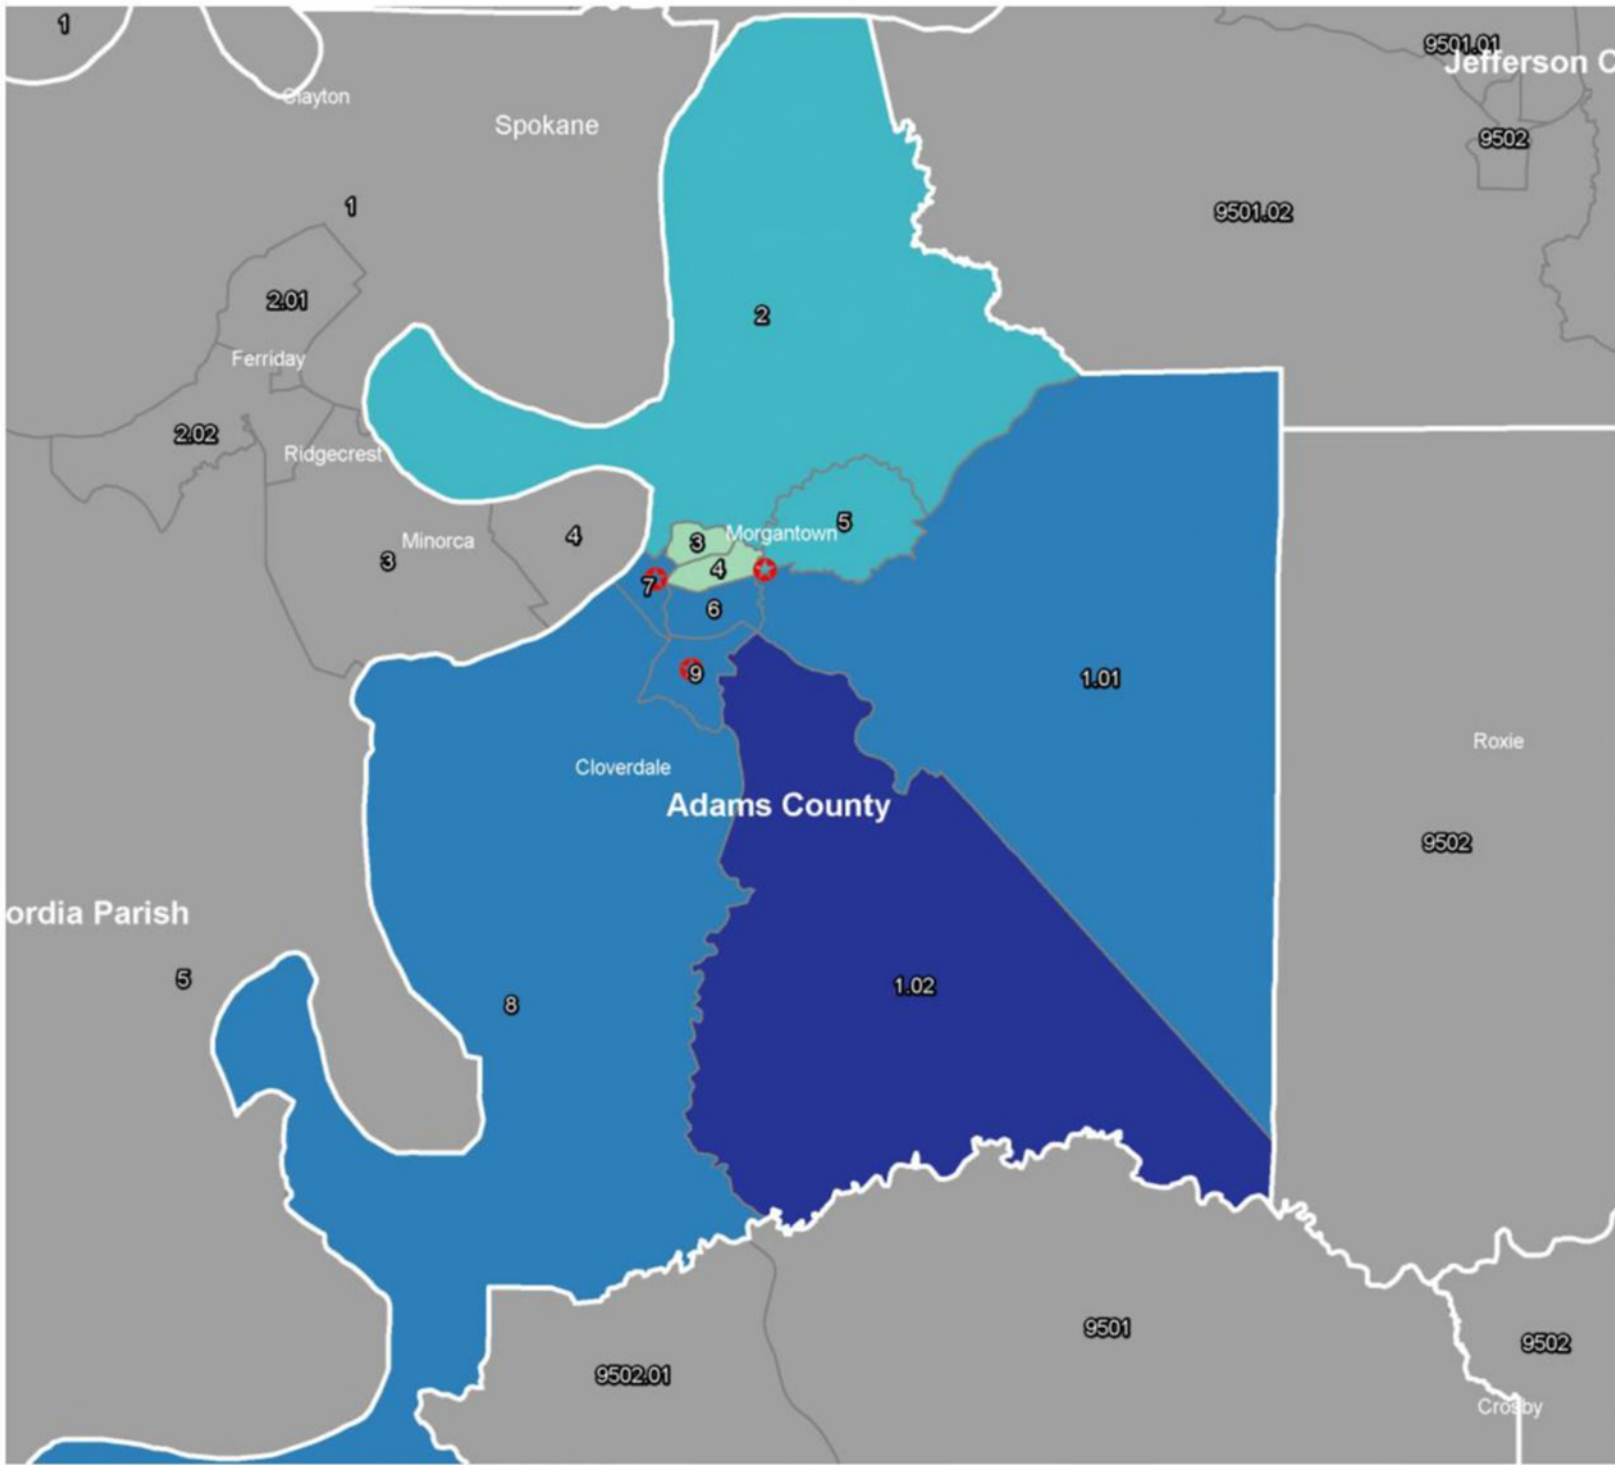 1
9501.01
Jefferson C
Clayton
Spokane
9502
1
9501.02
2.01
2
Ferriday
2.02
Ridgecrest
5
Morgantown
4
Minorca
3
3
4
7
6
9
1.01
Roxie
Cloverdale
Adams County
9502
ordia Parish
5
1.02
8
9501
9502
9502.01
Crosby